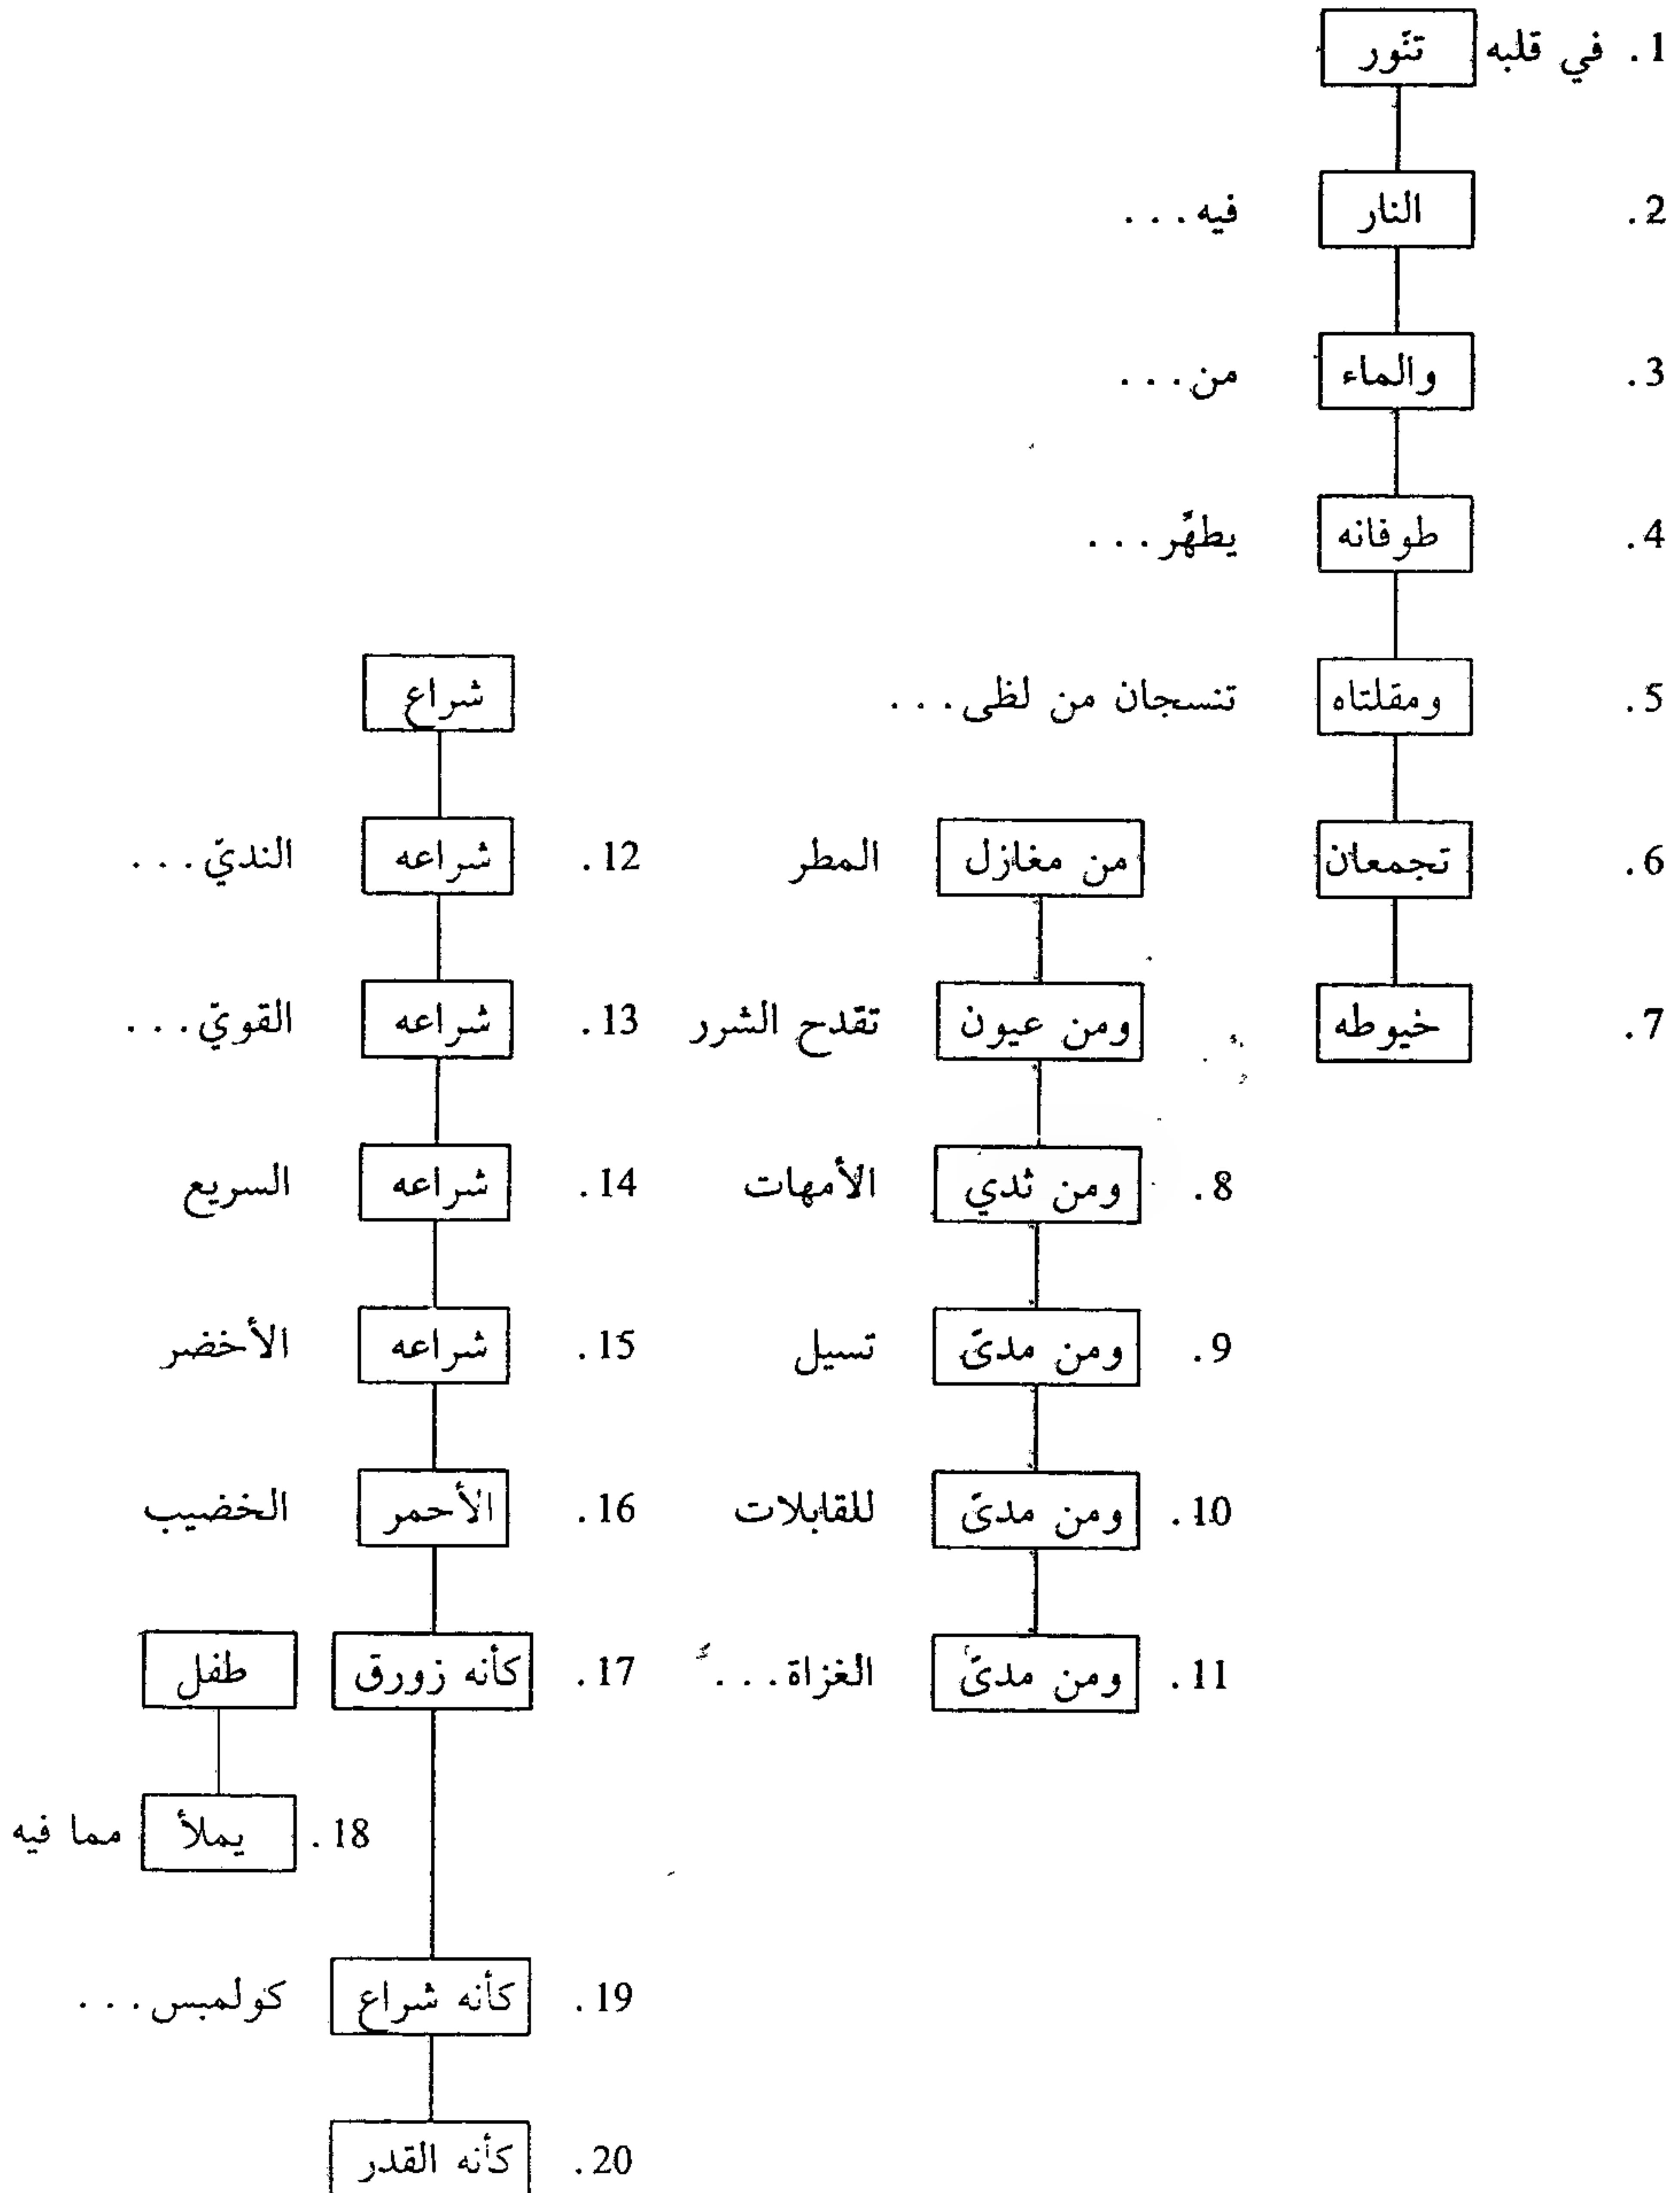 1. في قلبه تنّور
2. النار فيه...
3. والماء من...
4. طوفانه يطهّر...
5. ومقلتاه تنسجان من لظى... شراع
6. تجمعان من مغازل المطر 12. شراعه النديّ...
7. خيوطه ومن عيون تقدح الشرر 13. شراعه القويّ...
8. ومن ثدي الأمهات 14. شراعه السريع
9. ومن مدىّ تسيل 15. شراعه الأخضر
10. ومن مدىّ للقابلات 16. الأحمر الخضيب
11. ومن مدىّ الغزاة... 17. كأنه زورق طفل
18. يملأ مما فيه
19. كأنه شراع كولمبس...
20. كأنه القدر